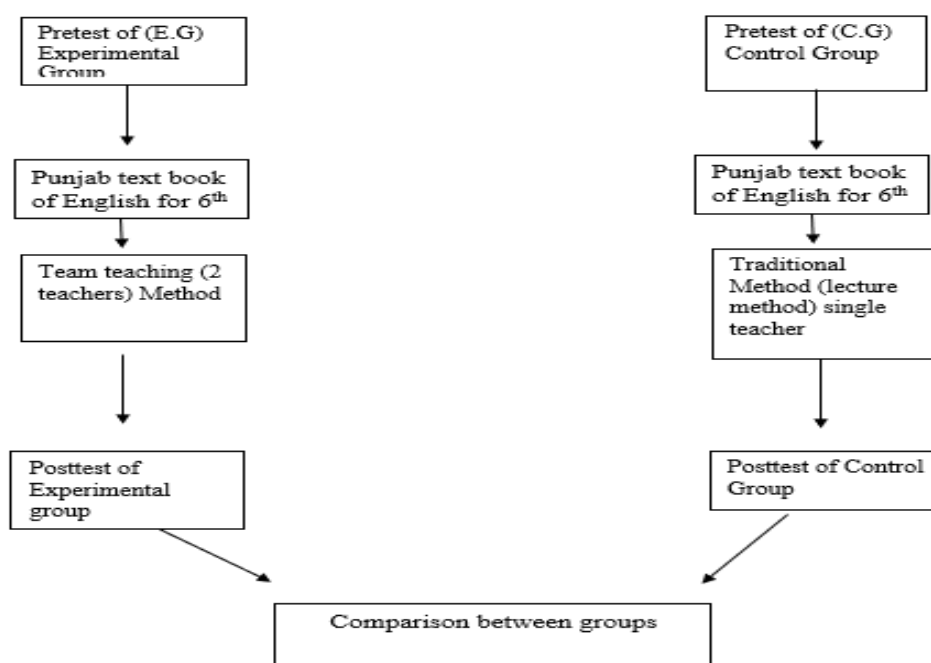 Pretest of (E.G)
Experimental
Group
Punjab text book
of English for 6th
Team teaching (2
teachers) Method
Posttest of
Experimental
group
Pretest of (C.G)
Control Group
Punjab text book
of English for 6th
Traditional
Method (lecture
method) single
teacher
Posttest of Control
Group
Comparison between groups